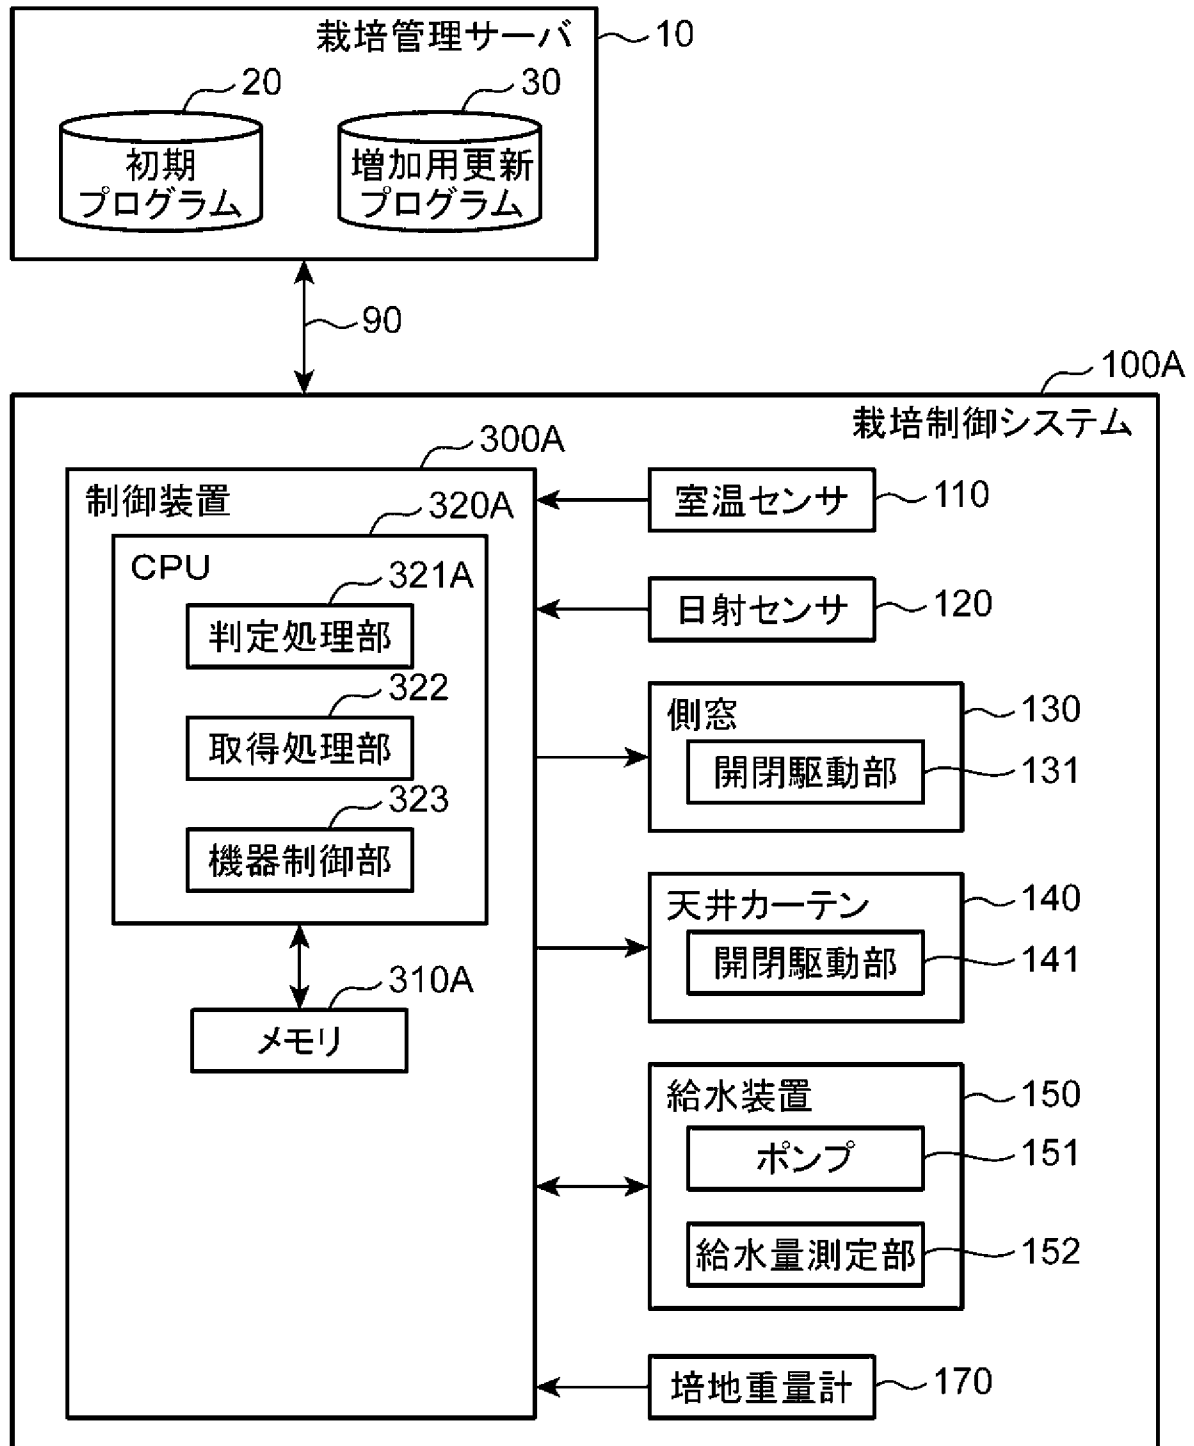 栽培管理サーバ
10
20
30
初期
プログラム
増加用更新
プログラム
90
100A
栽培制御システム
300A
制御装置
320A
CPU
321A
判定処理部
322
取得処理部
323
機器制御部
310A
メモリ
室温センサ
110
日射センサ
120
側窓
130
開閉駆動部
131
天井カーテン
140
開閉駆動部
141
給水装置
150
ポンプ
151
給水量測定部
152
培地重量計
170